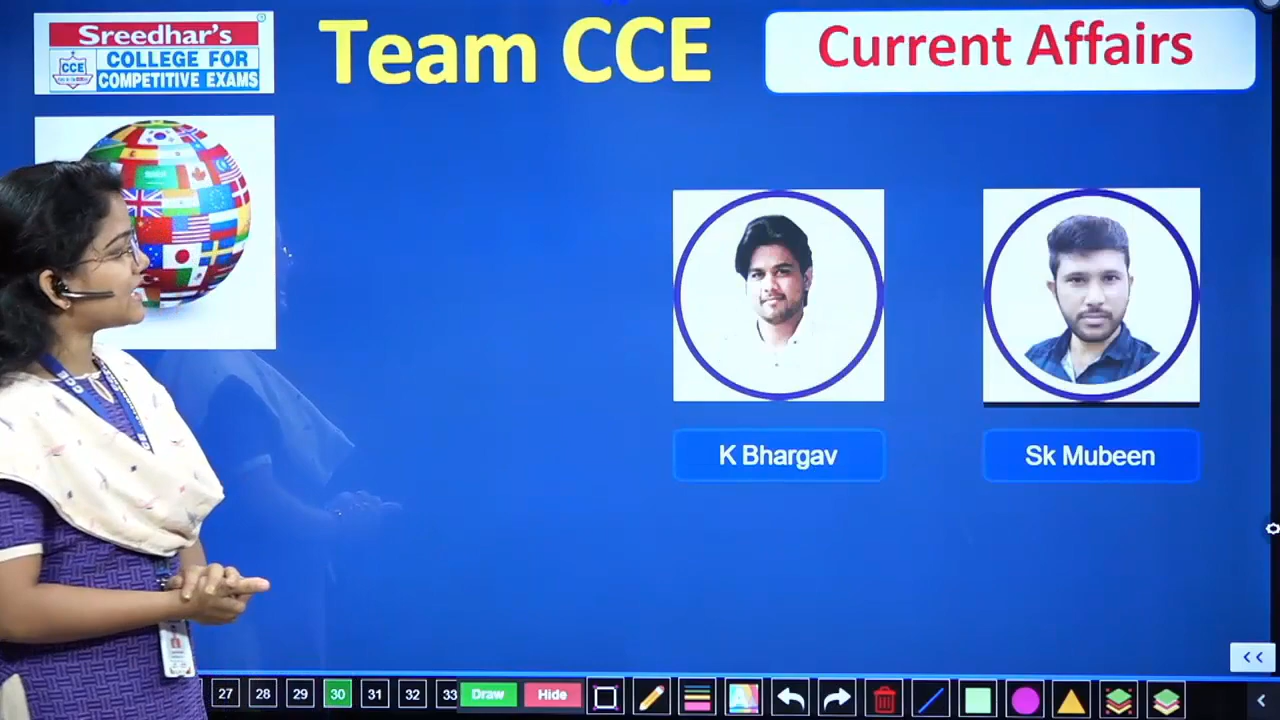 Sreedhar's
CCE
COLLEGE FOR
COMPETITIVE EXAMS
Team CCE
Current Affairs
K Bhargav
Sk Mubeen
CCE
27 28 29 30 31 32 33 Draw Hide
<<